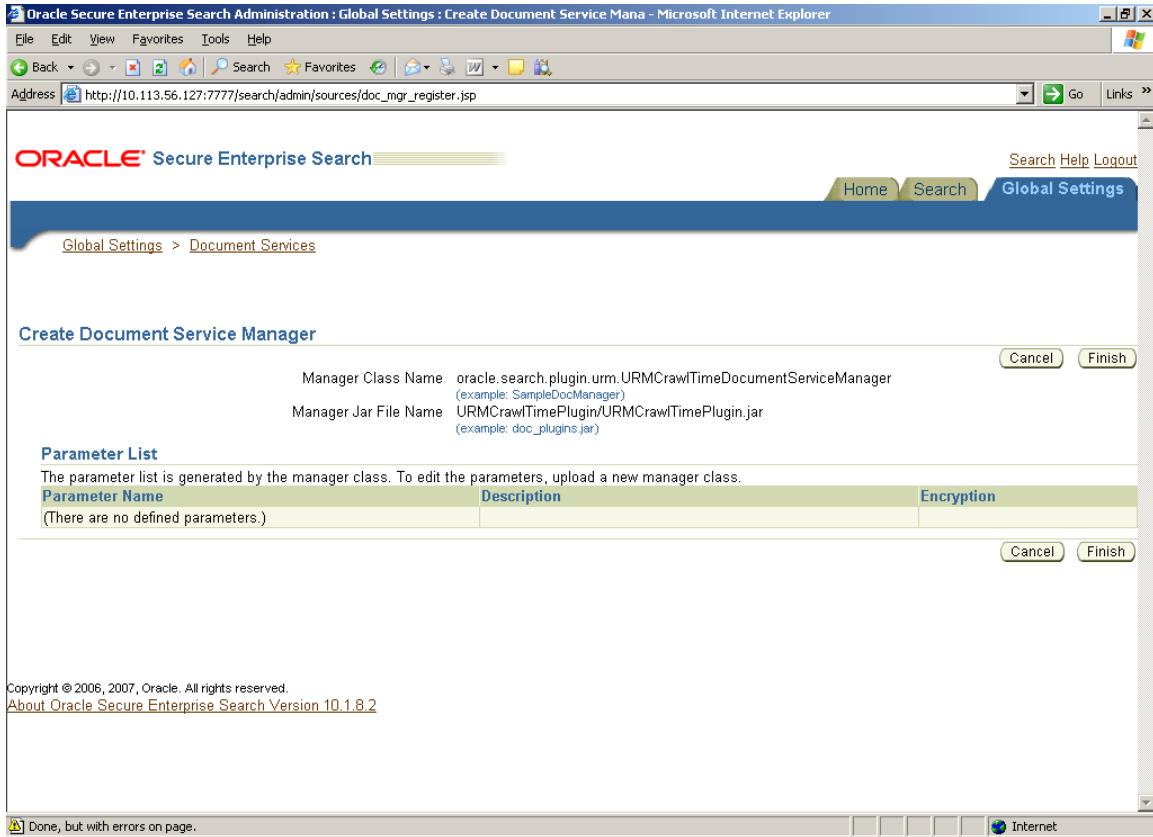 Oracle Secure Enterprise Search Administration : Global Settings : Create Document Service Mana - Microsoft Internet Explorer
File Edit View Favorites Tools Help
Back Search Favorites
Address http://10.113.56.127:7777/search/admin/sources/doc_mgr_register.jsp Go Links »
ORACLE Secure Enterprise Search
Search Help Logout
Home Search Global Settings
Global Settings > Document Services
Create Document Service Manager
Cancel Finish
Manager Class Name oracle.search.plugin.urm.URMCrawlTimeDocumentServiceManager
(example: SampleDocManager)
Manager Jar File Name URMCrawlTimePlugin/URMCrawlTimePlugin.jar
(example: doc_plugins.jar)
Parameter List
The parameter list is generated by the manager class. To edit the parameters, upload a new manager class.
Parameter Name Description Encryption
(There are no defined parameters.)
Cancel Finish
Copyright © 2006, 2007, Oracle. All rights reserved.
About Oracle Secure Enterprise Search Version 10.1.8.2
Done, but with errors on page. Internet